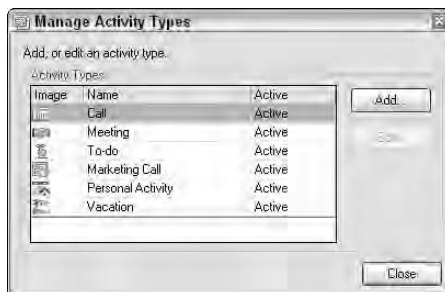 Manage Activity Types
Add, or edit an activity type.
Activity Types
Image Name Active
Call Active
Meeting Active
To-do Active
Marketing Call Active
Personal Activity Active
Vacation Active
Add...
Edit...
Close